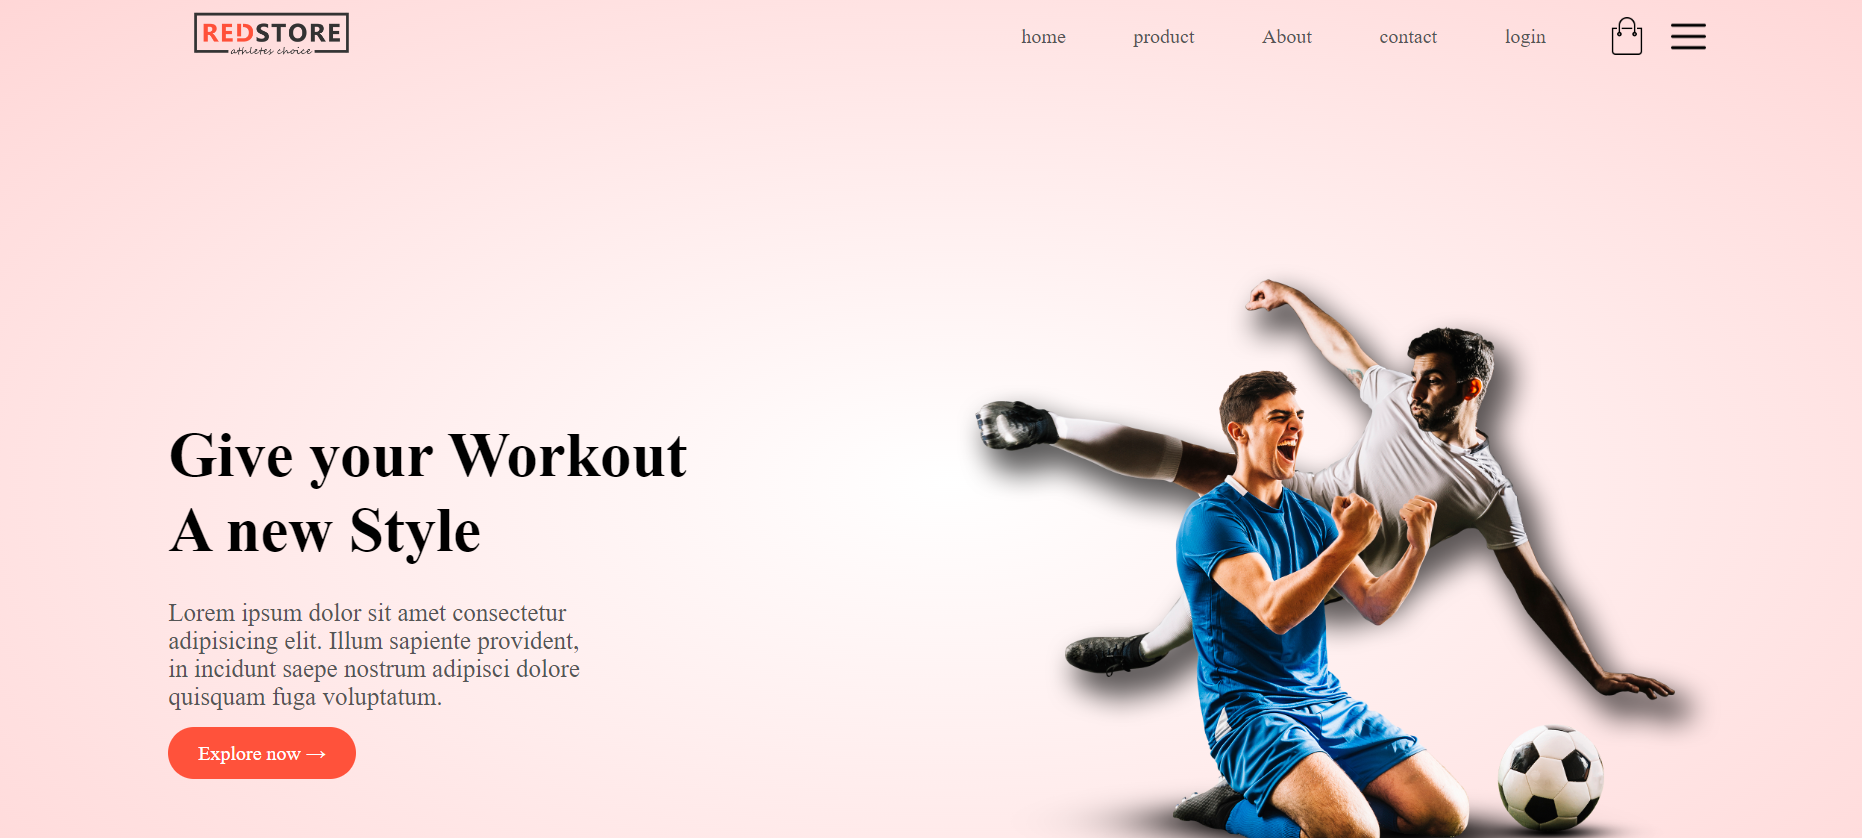 REDSTORE
athletes choice
home product About contact login
Give your Workout
A new Style
Lorem ipsum dolor sit amet consectetur
adipisicing elit. Illum sapiente provident,
in incidunt saepe nostrum adipisci dolore
quisquam fuga voluptatum.
Explore now →